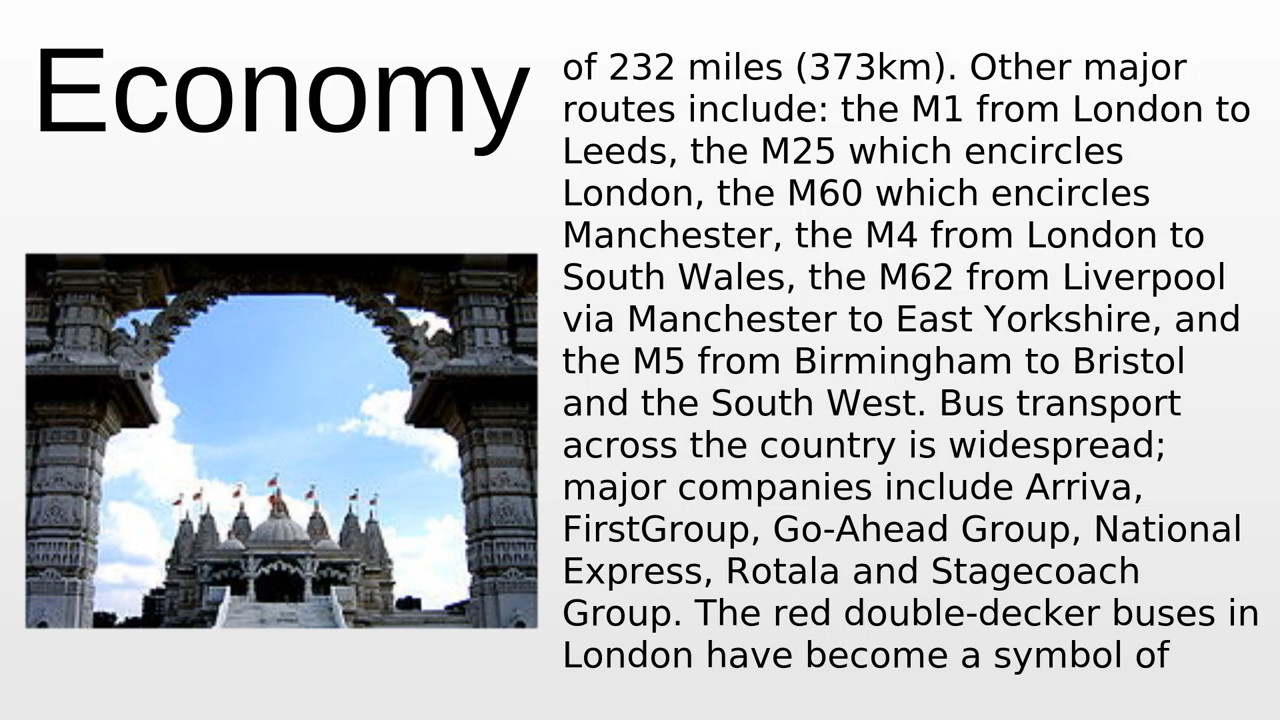 Economy
of 232 miles (373km). Other major
routes include: the M1 from London to
Leeds, the M25 which encircles
London, the M60 which encircles
Manchester, the M4 from London to
South Wales, the M62 from Liverpool
via Manchester to East Yorkshire, and
the M5 from Birmingham to Bristol
and the South West. Bus transport
across the country is widespread;
major companies include Arriva,
FirstGroup, Go-Ahead Group, National
Express, Rotala and Stagecoach
Group. The red double-decker buses in
London have become a symbol of